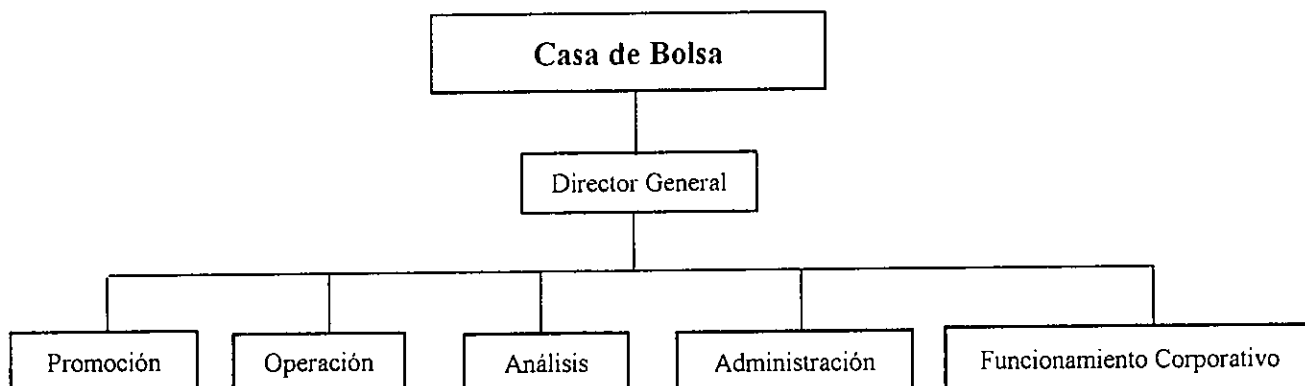 Casa de Bolsa
Director General
Promoción
Operación
Análisis
Administración
Funcionamiento Corporativo